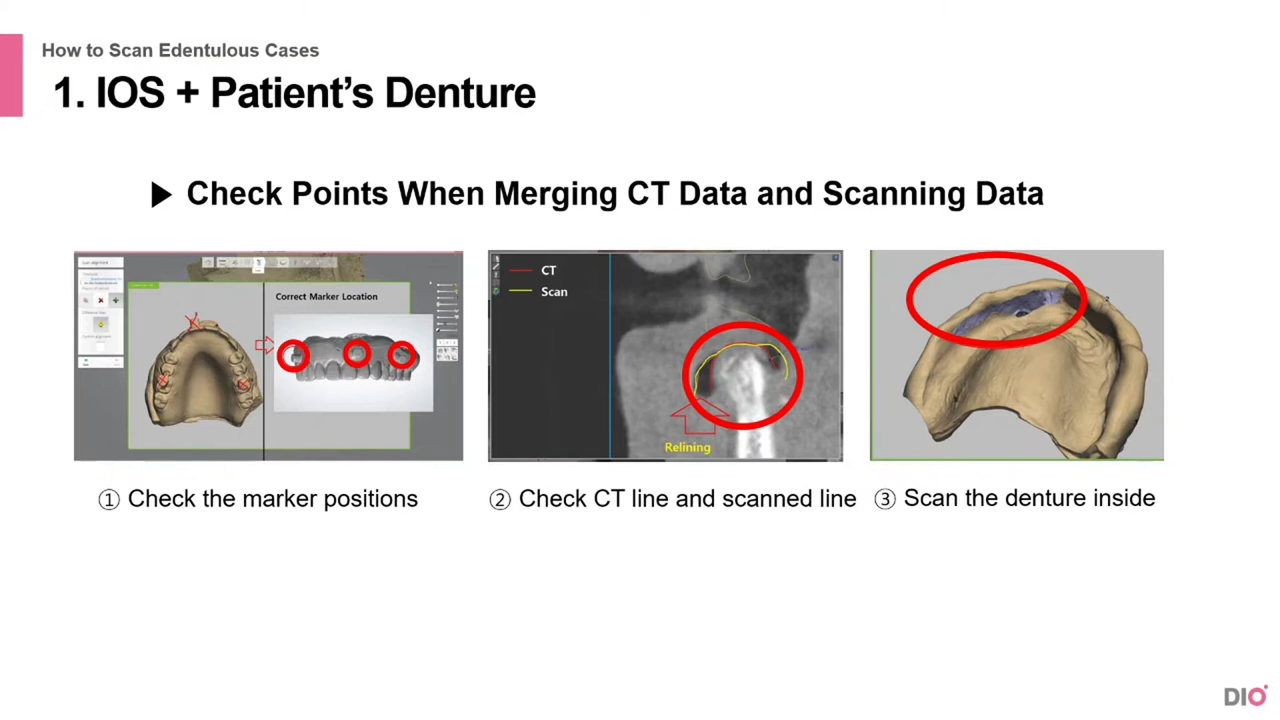 How to Scan Edentulous Cases
1. IOS + Patient's Denture
▶ Check Points When Merging CT Data and Scanning Data
Correct Marker Location
CT
Scan
Relining
2
① Check the marker positions
② Check CT line and scanned line
③ Scan the denture inside
DIO